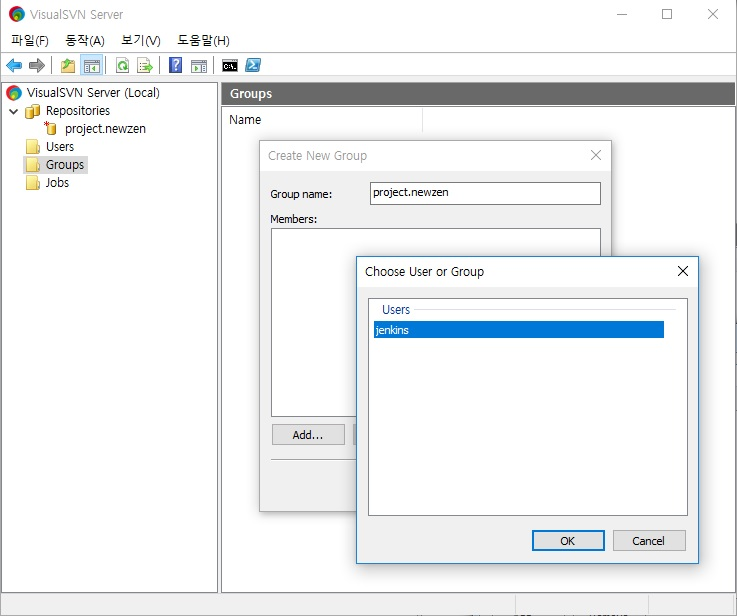 VisualSVN Server
파일(F) 동작(A) 보기(V) 도움말(H)
VisualSVN Server (Local)
Repositories
project.newzen
Users
Groups
Jobs
Groups
Name
Create New Group
Group name: project.newzen
Members:
Add...
Choose User or Group
Users
jenkins
OK Cancel